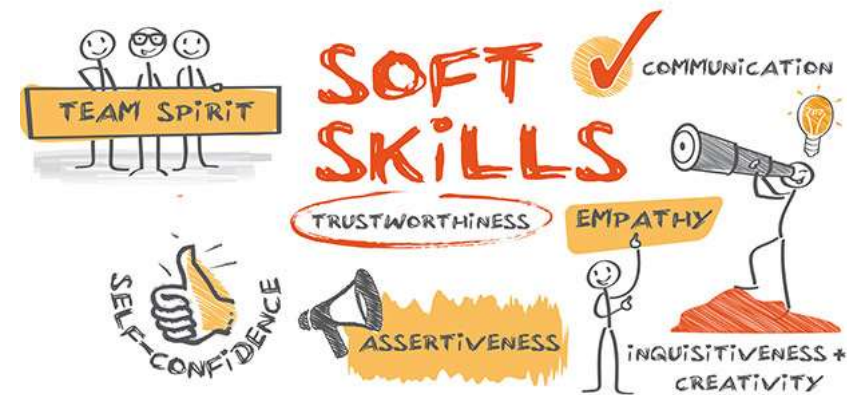 SOFT
SKiLLS
TEAM SPiRiT
COMMUNiCATiON
TRUSTWORTHiNESS
EMPATHY
SELF-CONFiDENCE
ASSERTiVENESS
iNQUiSiTiVENESS +
CREATiViTY